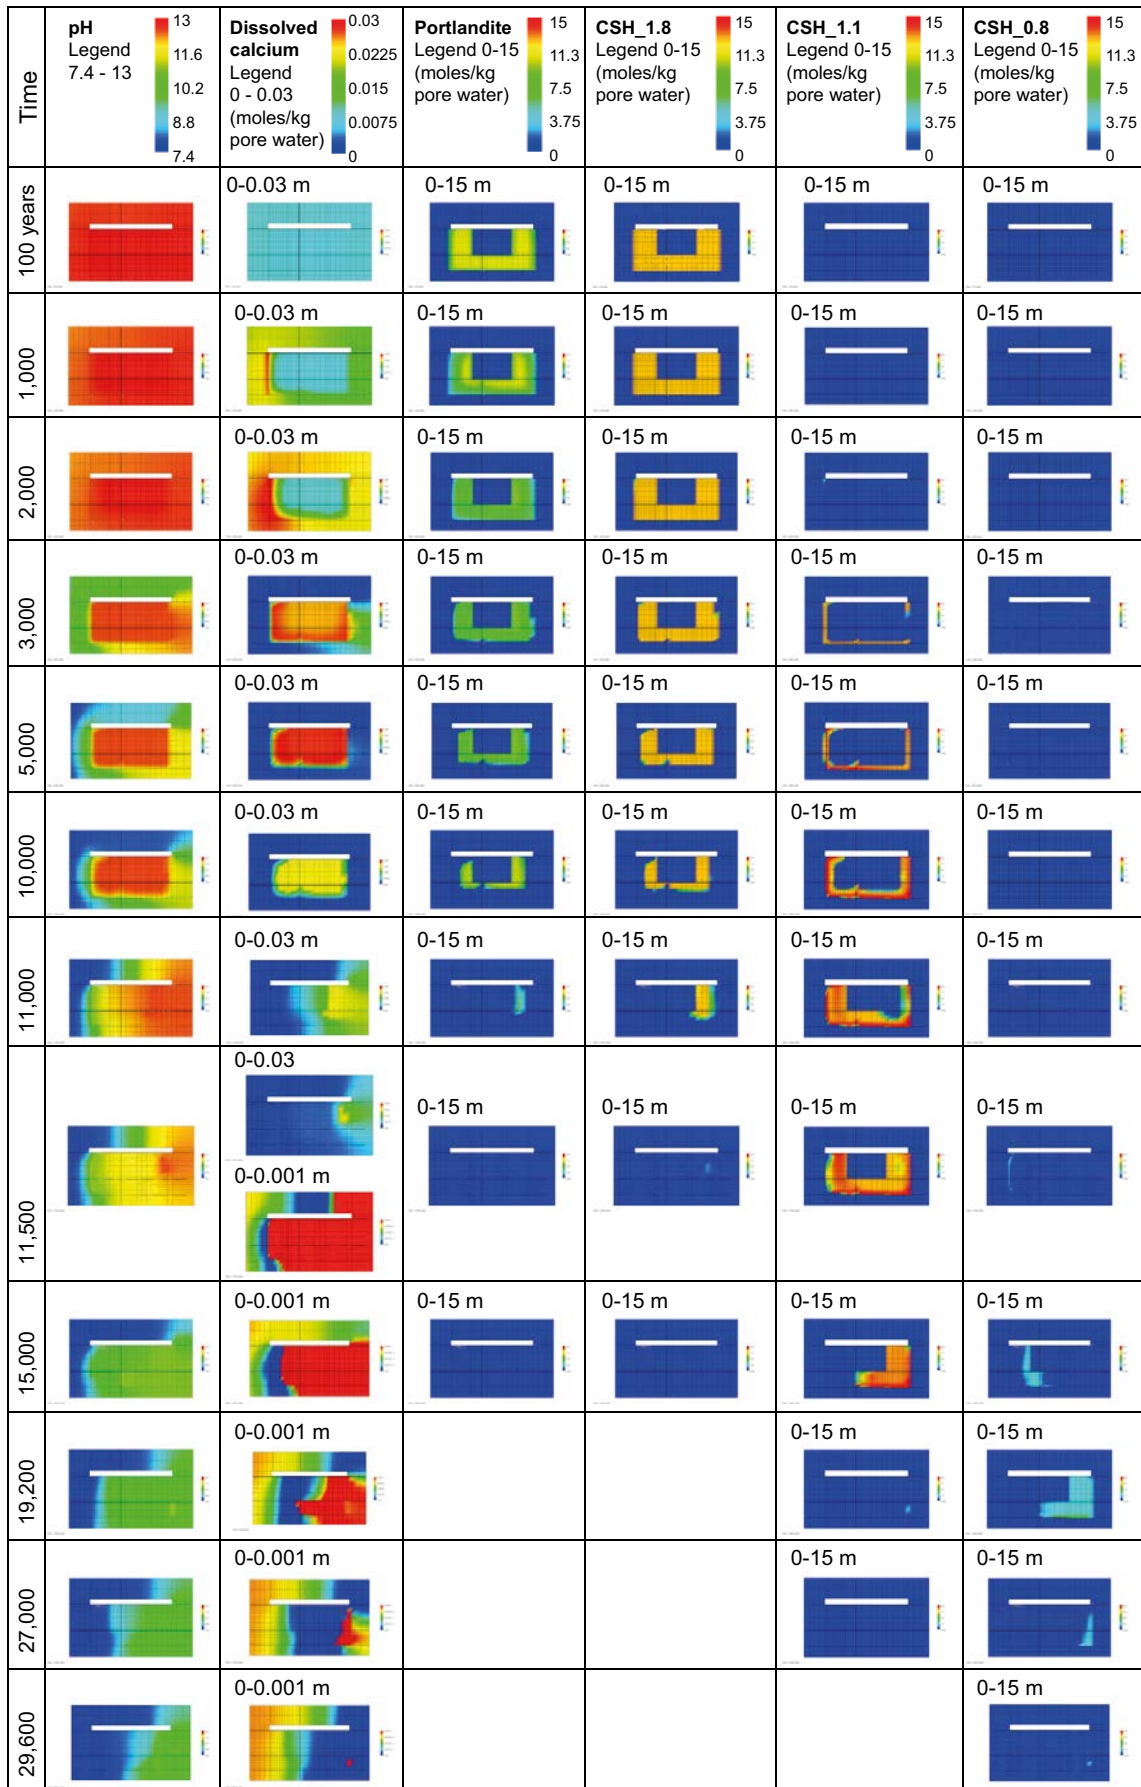 Time
pH
Legend
7.4 - 13
13
11.6
10.2
8.8
7.4
Dissolved
calcium
Legend
0 - 0.03
(moles/kg
pore water)
0.03
0.0225
0.015
0.0075
0
Portlandite
Legend 0-15
(moles/kg
pore water)
15
11.3
7.5
3.75
0
CSH_1.8
Legend 0-15
(moles/kg
pore water)
15
11.3
7.5
3.75
0
CSH_1.1
Legend 0-15
(moles/kg
pore water)
15
11.3
7.5
3.75
0
CSH_0.8
Legend 0-15
(moles/kg
pore water)
15
11.3
7.5
3.75
0
100 years
0-0.03 m
0-15 m
0-15 m
0-15 m
0-15 m
1,000
0-0.03 m
0-15 m
0-15 m
0-15 m
0-15 m
2,000
0-0.03 m
0-15 m
0-15 m
0-15 m
0-15 m
3,000
0-0.03 m
0-15 m
0-15 m
0-15 m
0-15 m
5,000
0-0.03 m
0-15 m
0-15 m
0-15 m
0-15 m
10,000
0-0.03 m
0-15 m
0-15 m
0-15 m
0-15 m
11,000
0-0.03 m
0-15 m
0-15 m
0-15 m
0-15 m
11,500
0-0.03
0-0.001 m
0-15 m
0-15 m
0-15 m
0-15 m
15,000
0-0.001 m
0-15 m
0-15 m
0-15 m
0-15 m
19,200
0-0.001 m
0-15 m
0-15 m
27,000
0-0.001 m
0-15 m
0-15 m
29,600
0-0.001 m
0-15 m